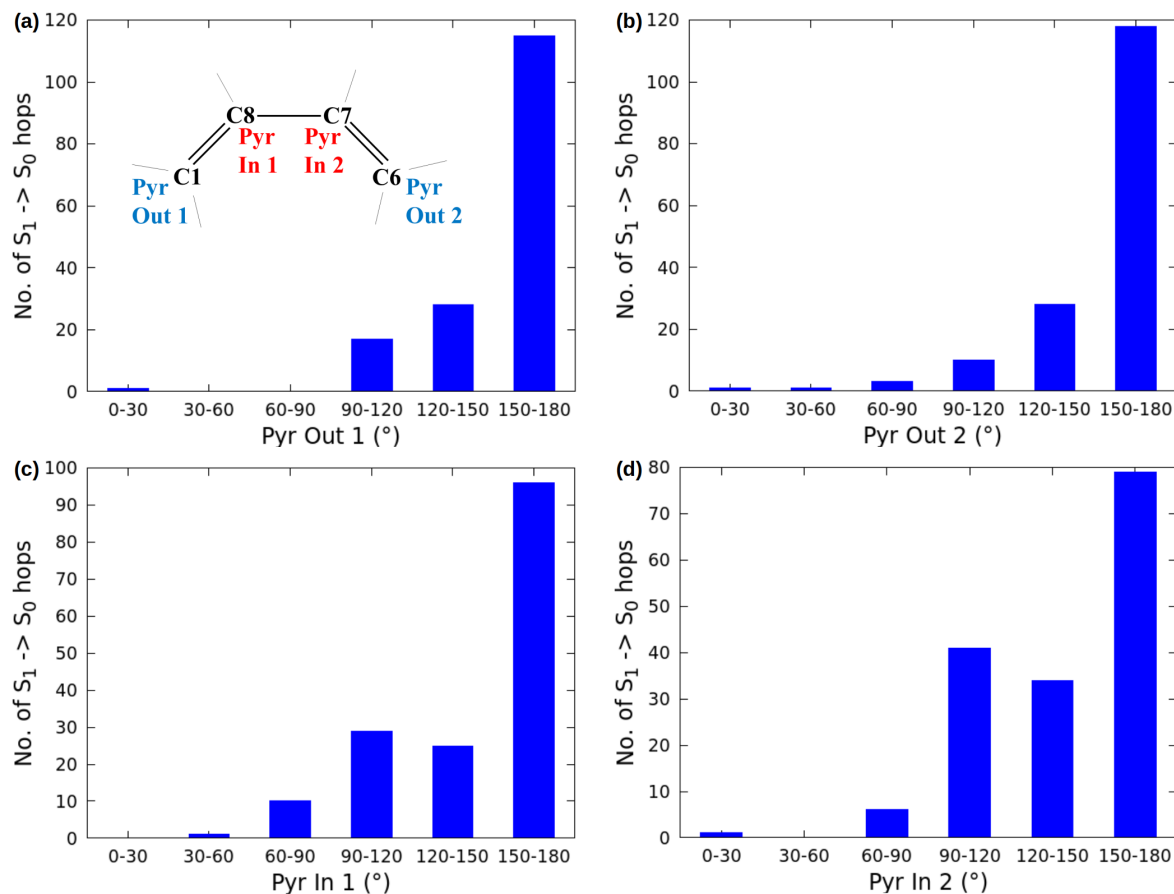 (a)
No. of S1 -> S0 hops
120
100
80
60
40
20
0
C8
C7
Pyr
In 1
Pyr
In 2
C1
C6
Pyr
Out 1
Pyr
Out 2
0-30 30-60 60-90 90-120 120-150 150-180
Pyr Out 1 (°)
(b)
No. of S1 -> S0 hops
120
100
80
60
40
20
0
0-30 30-60 60-90 90-120 120-150 150-180
Pyr Out 2 (°)
(c)
No. of S1 -> S0 hops
100
90
80
70
60
50
40
30
20
10
0
0-30 30-60 60-90 90-120 120-150 150-180
Pyr In 1 (°)
(d)
No. of S1 -> S0 hops
80
70
60
50
40
30
20
10
0
0-30 30-60 60-90 90-120 120-150 150-180
Pyr In 2 (°)